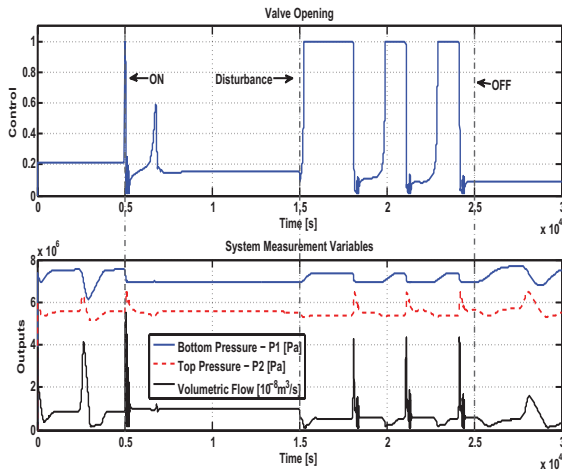 Valve Opening
1
0.8
0.6
0.4
0.2
0
Control
ON
Disturbance
OFF
0 0.5 1 1.5 2 2.5 3
Time [s]
x 10⁴
x 10⁶
System Measurement Variables
8
6
4
2
0
Outputs
Bottom Pressure – P1 [Pa]
Top Pressure – P2 [Pa]
Volumetric Flow [10⁻⁸m³/s]
0 0.5 1 1.5 2 2.5 3
Time [s]
x 10⁴